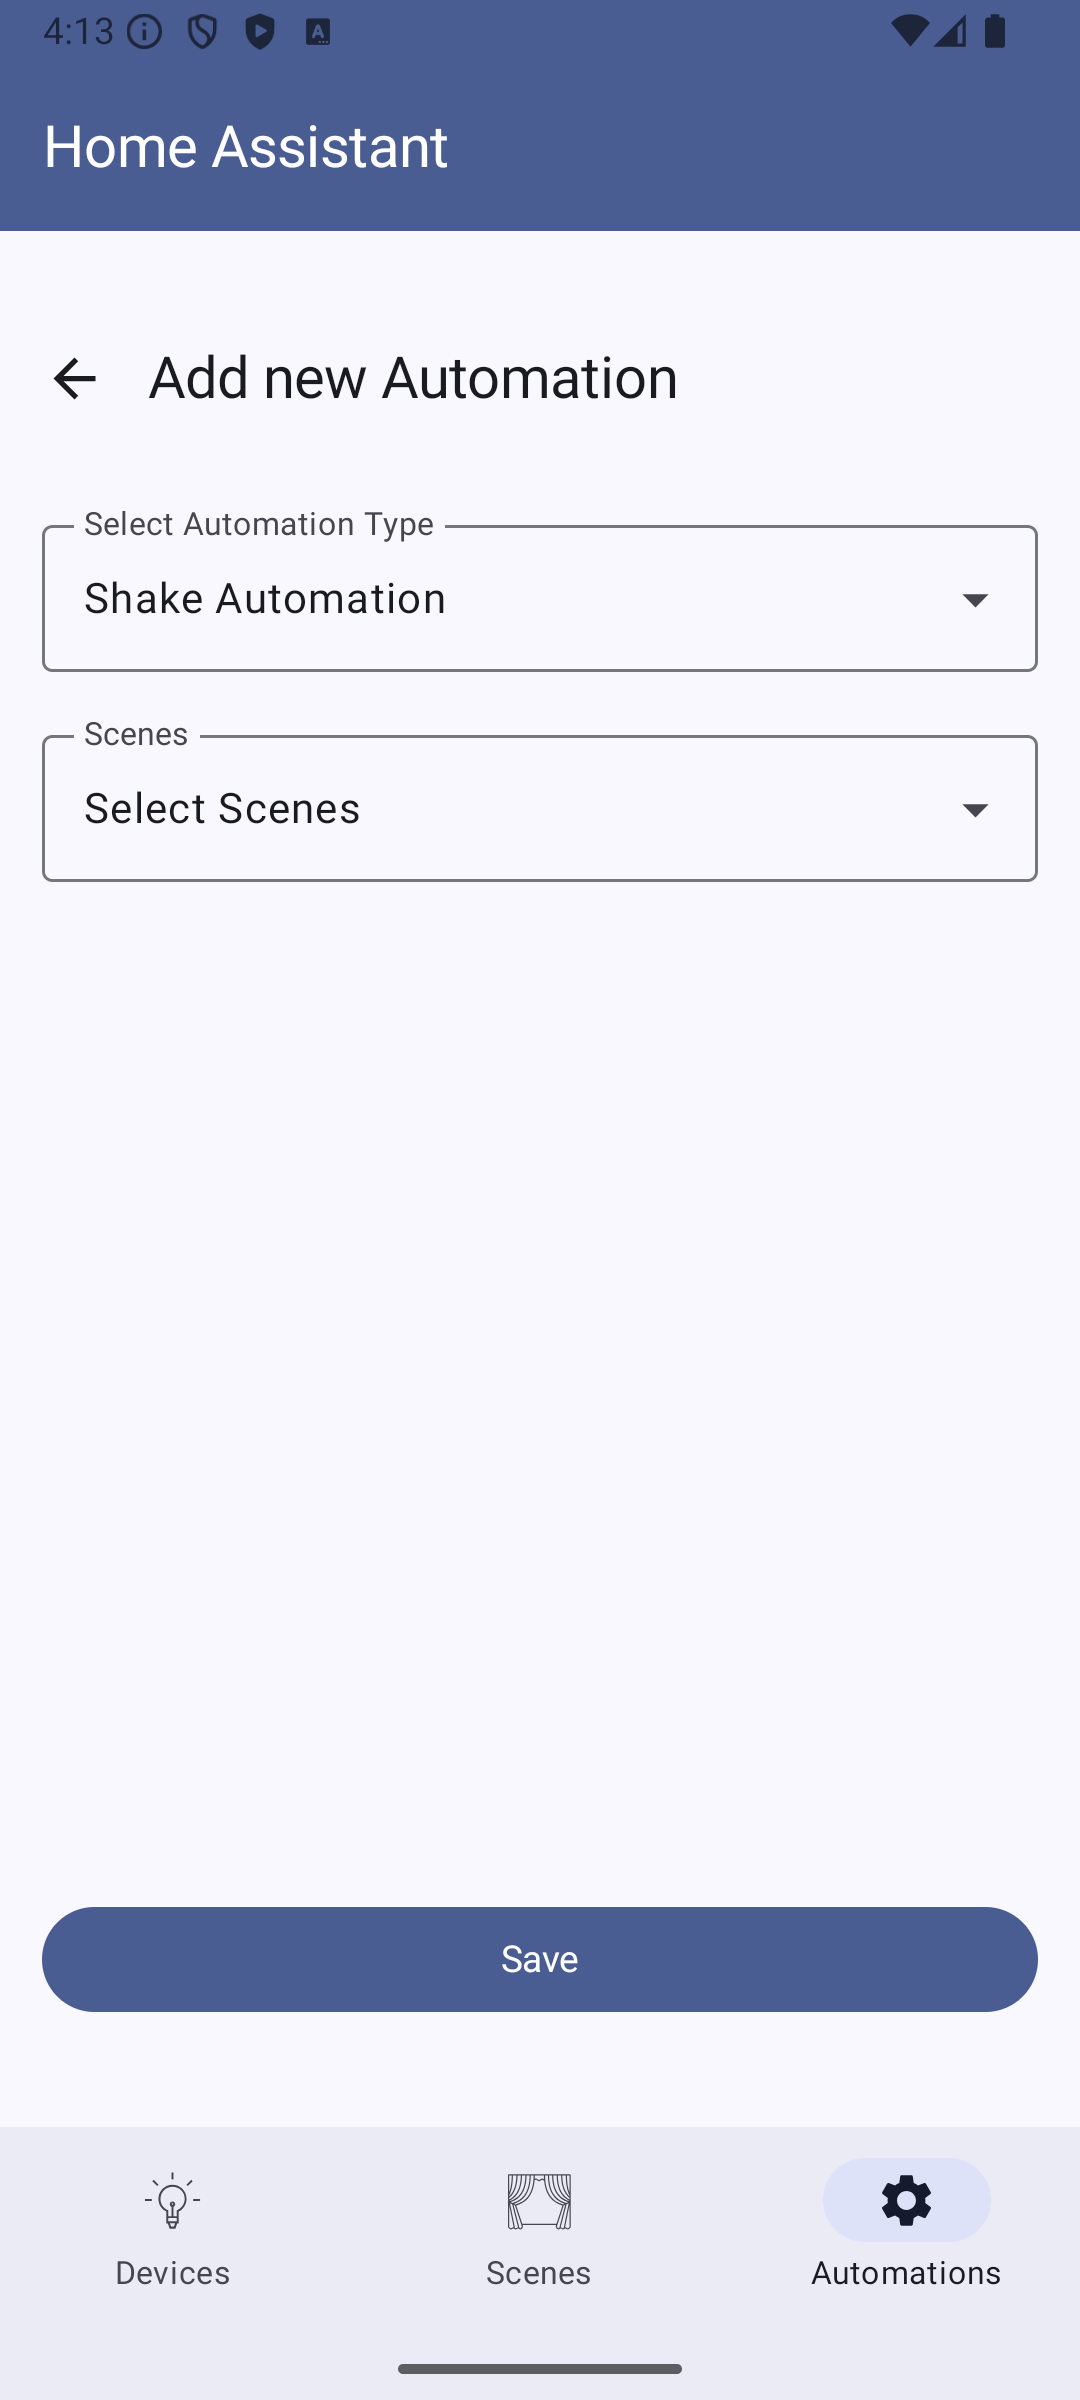 4:13
Home Assistant
Add new Automation
Select Automation Type
Shake Automation
Scenes
Select Scenes
Save
Devices
Scenes
Automations